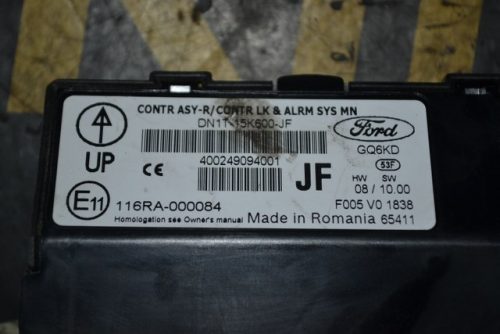 CONTR ASY-R/CONTR LK & ALRM SYS MN
DN1T-15K600-JF
Ford
UP
CE
400249094001
JF
GQ6KD
53F
HW SW
08 / 10.00
E11
116RA-000084
F005 V0 1838
Homologation see Owner's manual Made in Romania 65411